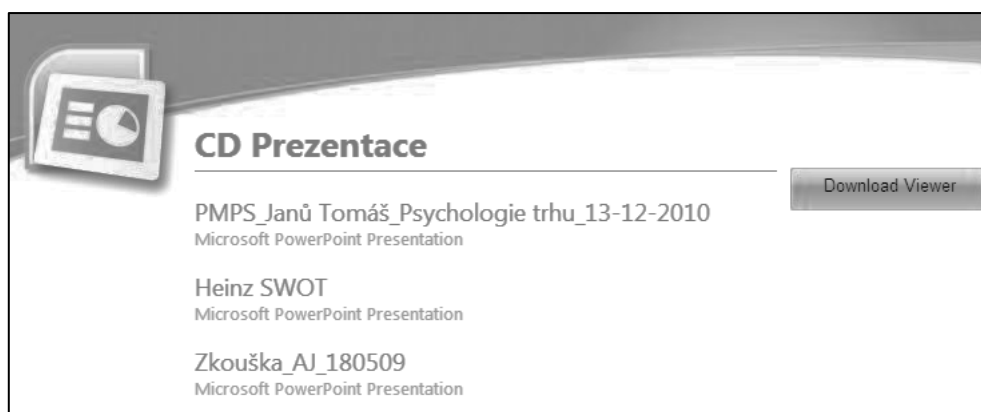 CD Prezentace
Download Viewer
PMPS_Janů Tomáš_Psychologie trhu_13-12-2010
Microsoft PowerPoint Presentation
Heinz SWOT
Microsoft PowerPoint Presentation
Zkouška_AJ_180509
Microsoft PowerPoint Presentation